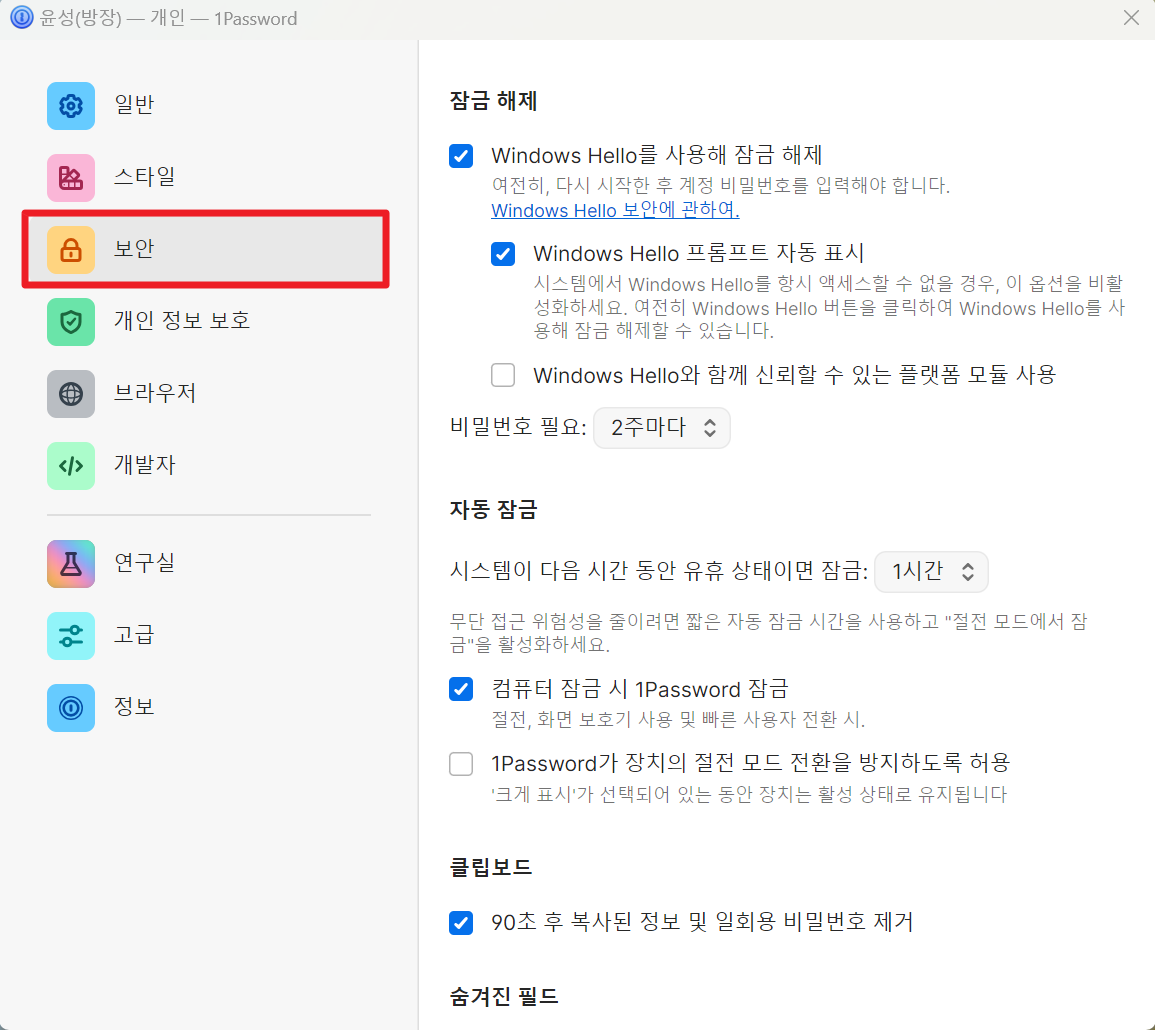 윤성(방장) — 개인 — 1Password
일반
스타일
보안
개인 정보 보호
브라우저
개발자
연구실
고급
정보
잠금 해제
Windows Hello를 사용해 잠금 해제
여전히, 다시 시작한 후 계정 비밀번호를 입력해야 합니다.
Windows Hello 보안에 관하여.
Windows Hello 프롬프트 자동 표시
시스템에서 Windows Hello를 항시 액세스할 수 없을 경우, 이 옵션을 비활
성화하세요. 여전히 Windows Hello 버튼을 클릭하여 Windows Hello를 사
용해 잠금 해제할 수 있습니다.
Windows Hello와 함께 신뢰할 수 있는 플랫폼 모듈 사용
비밀번호 필요: 2주마다
자동 잠금
시스템이 다음 시간 동안 유휴 상태이면 잠금: 1시간
무단 접근 위험성을 줄이려면 짧은 자동 잠금 시간을 사용하고 "절전 모드에서 잠
금"을 활성화하세요.
컴퓨터 잠금 시 1Password 잠금
절전, 화면 보호기 사용 및 빠른 사용자 전환 시.
1Password가 장치의 절전 모드 전환을 방지하도록 허용
'크게 표시'가 선택되어 있는 동안 장치는 활성 상태로 유지됩니다
클립보드
90초 후 복사된 정보 및 일회용 비밀번호 제거
숨겨진 필드